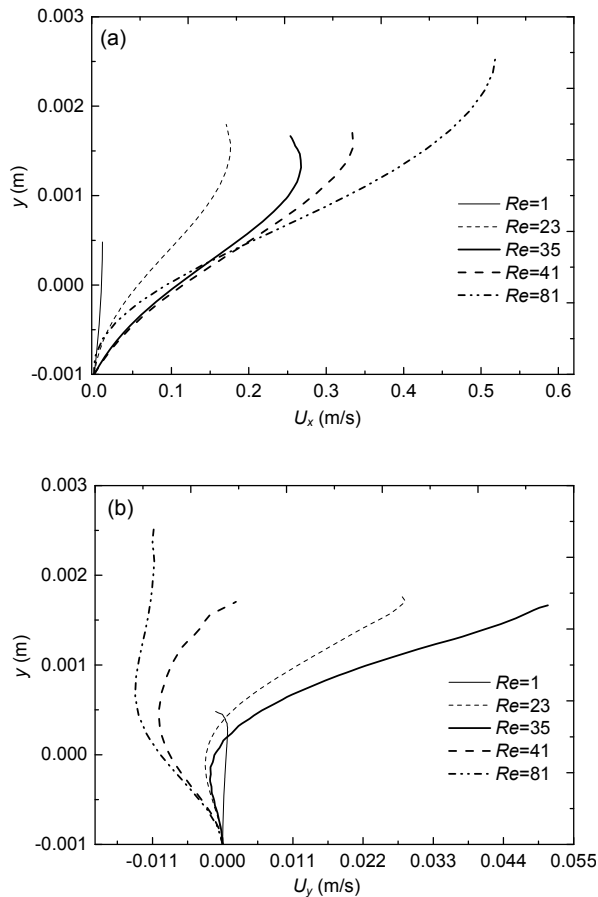 0.003
(a)
0.002
0.001
0.000
-0.001
y (m)
Re=1
Re=23
Re=35
Re=41
Re=81
0.0 0.1 0.2 0.3 0.4 0.5 0.6
Ux (m/s)
0.003
(b)
0.002
0.001
0.000
-0.001
y (m)
Re=1
Re=23
Re=35
Re=41
Re=81
-0.011 0.000 0.011 0.022 0.033 0.044 0.055
Uy (m/s)